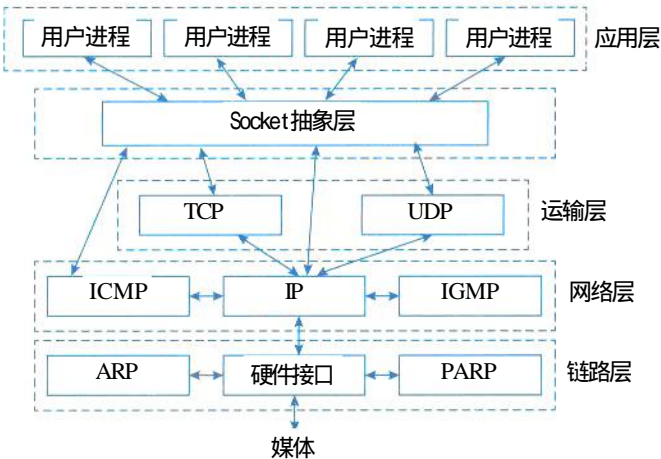 用户进程 用户进程 用户进程 用户进程 应用层
Socket抽象层
TCP UDP 运输层
ICMP IP IGMP 网络层
ARP 硬件接口 PARP 链路层
媒体